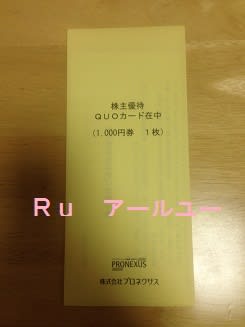 株主優待
QUOカード在中
(1,000円券 1枚)
Ru アールユー
PRONEXUS
株式会社プロネクサス